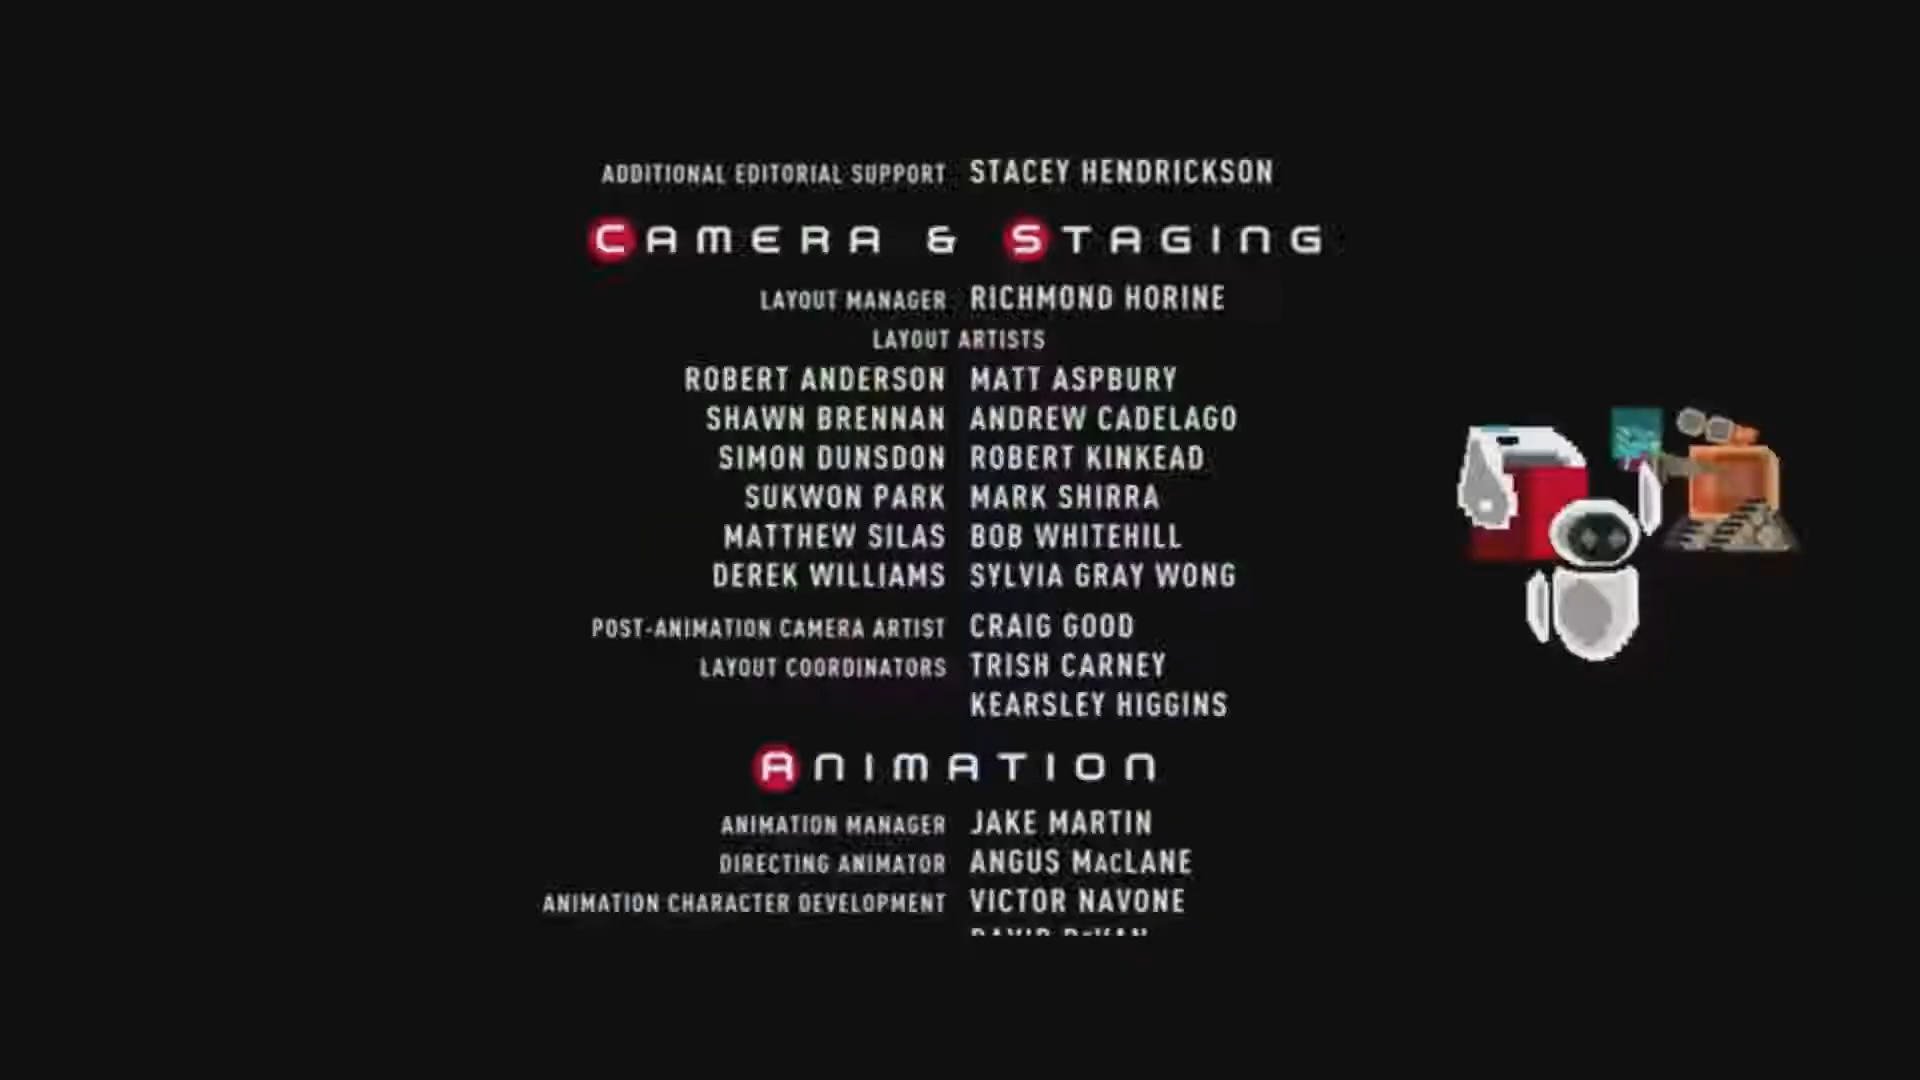 ADDITIONAL EDITORIAL SUPPORT STACEY HENDRICKSON
CAMERA & STAGING
LAYOUT MANAGER RICHMOND HORINE
LAYOUT ARTISTS
ROBERT ANDERSON MATT ASPBURY
SHAWN BRENNAN ANDREW CADELAGO
SIMON DUNSDON ROBERT KINKEAD
SUKWON PARK MARK SHIRRA
MATTHEW SILAS BOB WHITEHILL
DEREK WILLIAMS SYLVIA GRAY WONG
POST-ANIMATION CAMERA ARTIST CRAIG GOOD
LAYOUT COORDINATORS TRISH CARNEY
KEARSLEY HIGGINS
ANIMATION
ANIMATION MANAGER JAKE MARTIN
DIRECTING ANIMATOR ANGUS MacLANE
ANIMATION CHARACTER DEVELOPMENT VICTOR NAVONE